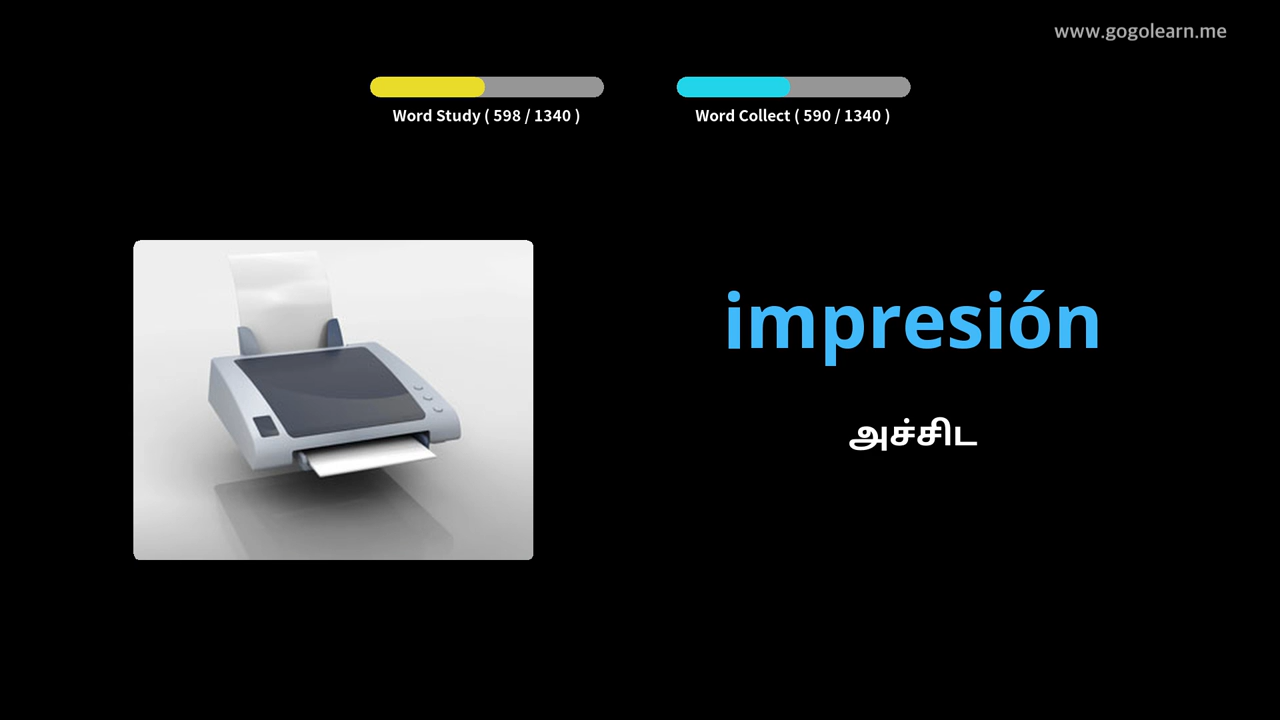 www.gogolearn.me
Word Study ( 598 / 1340 )
Word Collect ( 590 / 1340 )
impresión
அச்சிட